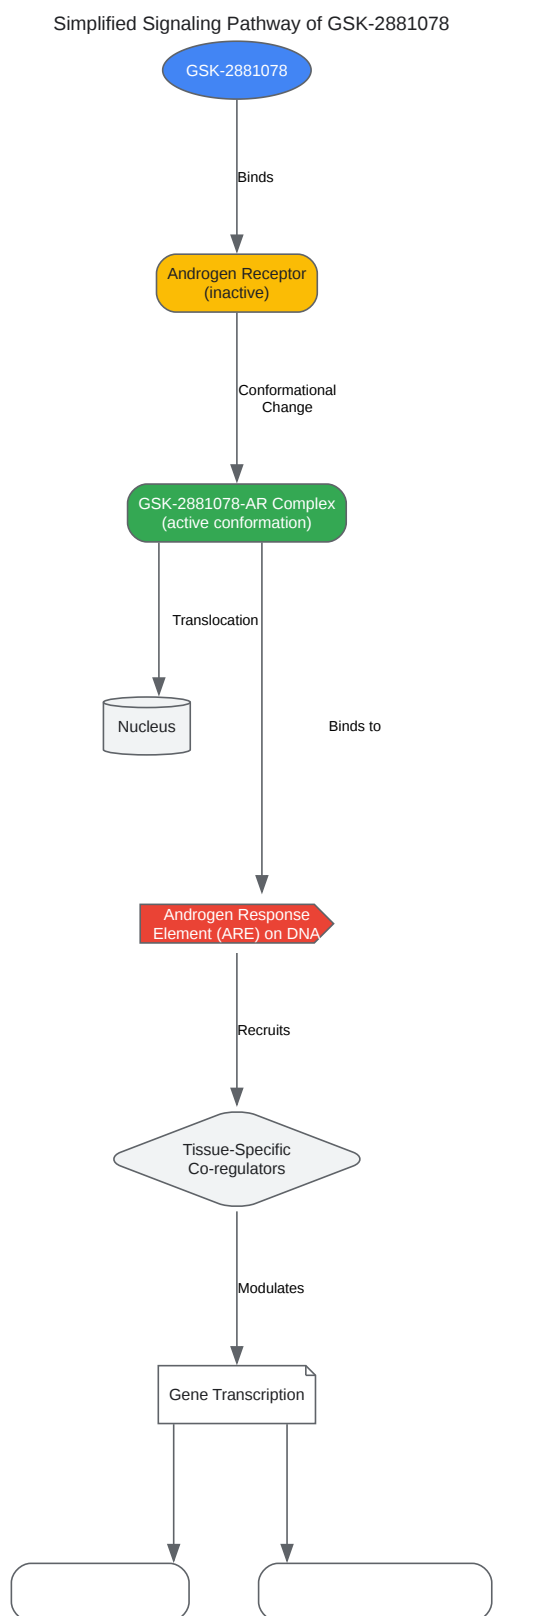 Simplified Signaling Pathway of GSK-2881078
GSK-2881078
Binds
Androgen Receptor
(inactive)
Conformational
Change
GSK-2881078-AR Complex
(active conformation)
Translocation
Nucleus
Binds to
Androgen Response
Element (ARE) on DNA
Recruits
Tissue-Specific
Co-regulators
Modulates
Gene Transcription